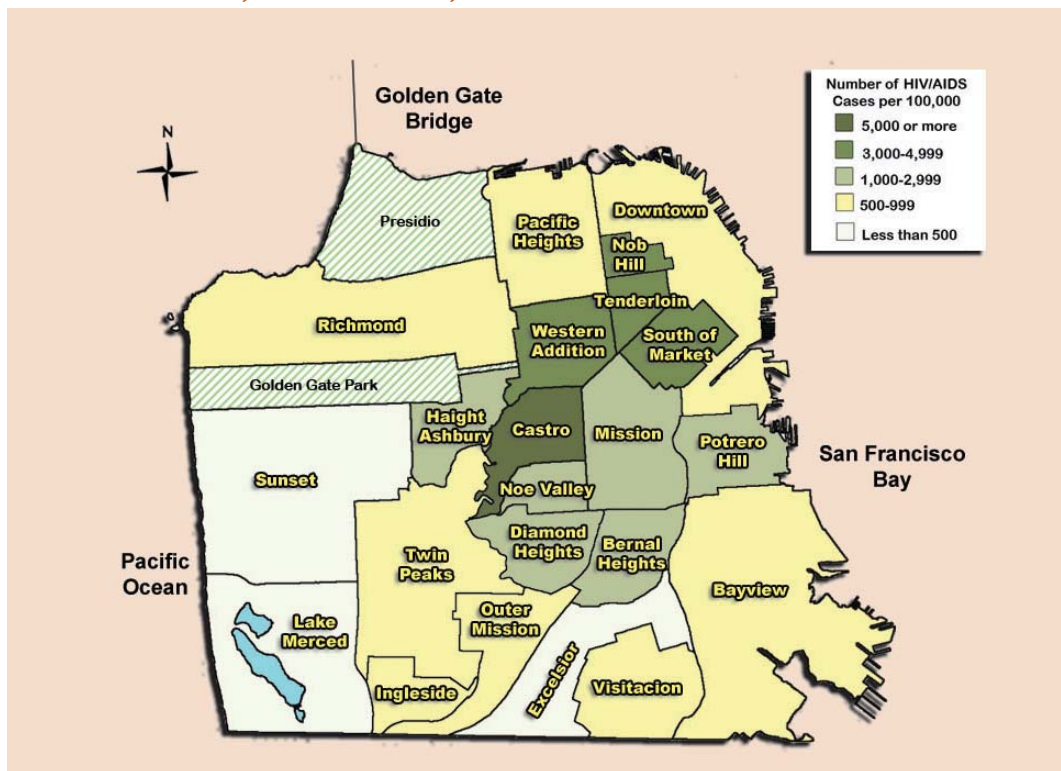 Golden Gate
Bridge
N
Number of HIV/AIDS
Cases per 100,000
5,000 or more
3,000-4,999
1,000-2,999
500-999
Less than 500
Presidio
Pacific
Heights
Downtown
Nob
Hill
Tenderloin
Richmond
Western
Addition
South of
Market
Golden Gate Park
Haight
Ashbury
Castro
Mission
Potrero
Hill
San Francisco
Bay
Sunset
Noe Valley
Diamond
Heights
Bernal
Heights
Pacific
Ocean
Twin
Peaks
Bayview
Lake
Merced
Outer
Mission
Ingleside
Excelsior
Visitacion